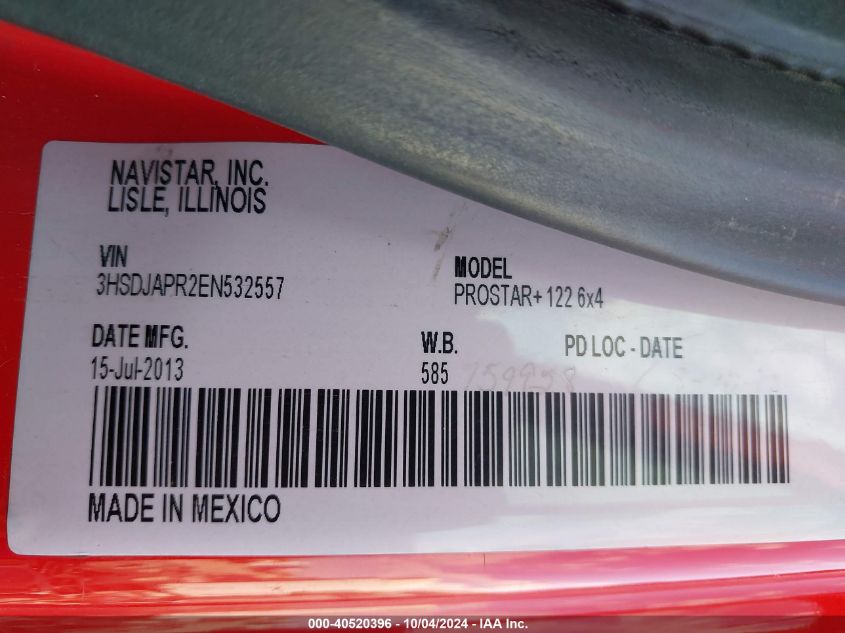 NAVISTAR, INC.
LISLE, ILLINOIS
VIN
3HSDJAPR2EN532557
MODEL
PROSTAR+ 122 6x4
DATE MFG.
15-Jul-2013
W.B.
585
PD LOC - DATE
MADE IN MEXICO
000-40520396 - 10/04/2024 - IAA Inc.